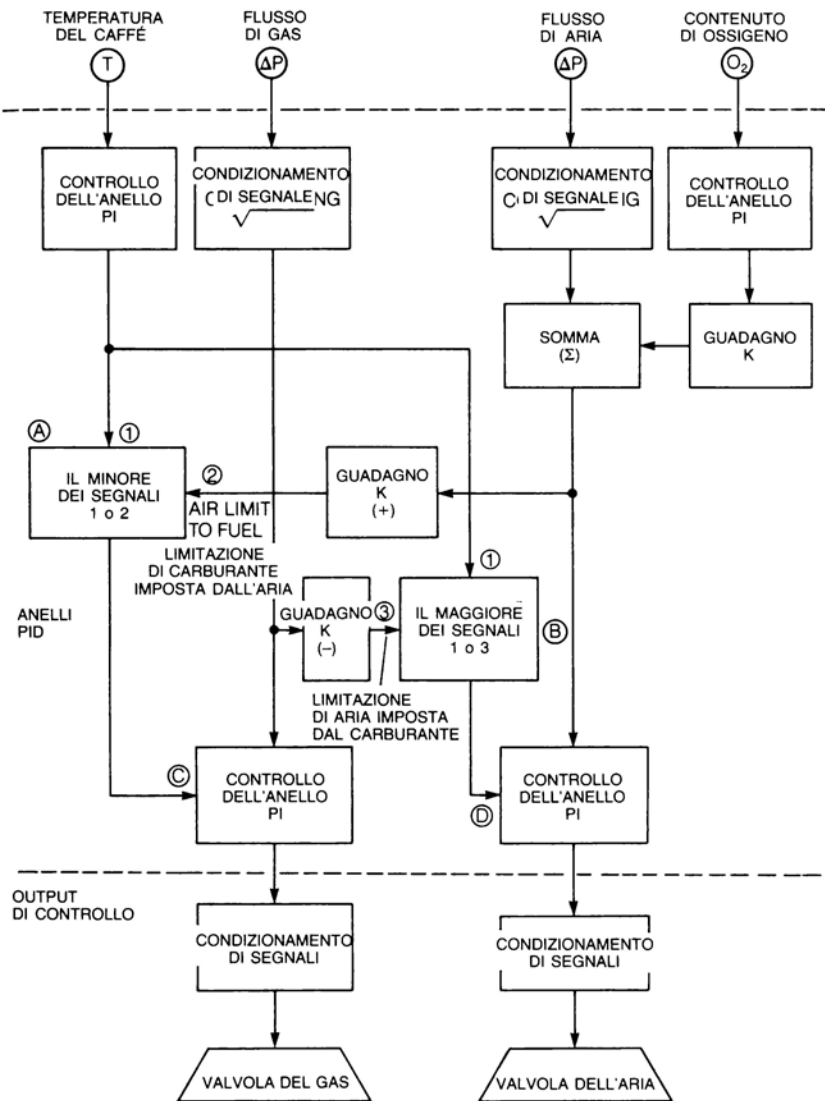 TEMPERATURA
DEL CAFFÉ
FLUSSO
DI GAS
FLUSSO
DI ARIA
CONTENUTO
DI OSSIGENO
T
ΔP
ΔP
O₂
CONTROLLO
DELL'ANELLO
PI
CONDIZIONAMENTO
C DI SEGNALE NG
√
CONDIZIONAMENTO
C DI SEGNALE IG
√
CONTROLLO
DELL'ANELLO
PI
SOMMA
(Σ)
GUADAGNO
K
Ⓐ
①
IL MINORE
DEI SEGNALI
1 o 2
②
GUADAGNO
K
(+)
AIR LIMIT
TO FUEL
LIMITAZIONE
DI CARBURANTE
IMPOSTA DALL'ARIA
ANELLI
PID
GUADAGNO
K
(–)
③
①
IL MAGGIORE
DEI SEGNALI
1 o 3
Ⓑ
LIMITAZIONE
DI ARIA IMPOSTA
DAL CARBURANTE
Ⓒ
CONTROLLO
DELL'ANELLO
PI
Ⓓ
CONTROLLO
DELL'ANELLO
PI
OUTPUT
DI CONTROLLO
CONDIZIONAMENTO
DI SEGNALI
CONDIZIONAMENTO
DI SEGNALI
VALVOLA DEL GAS
VALVOLA DELL'ARIA